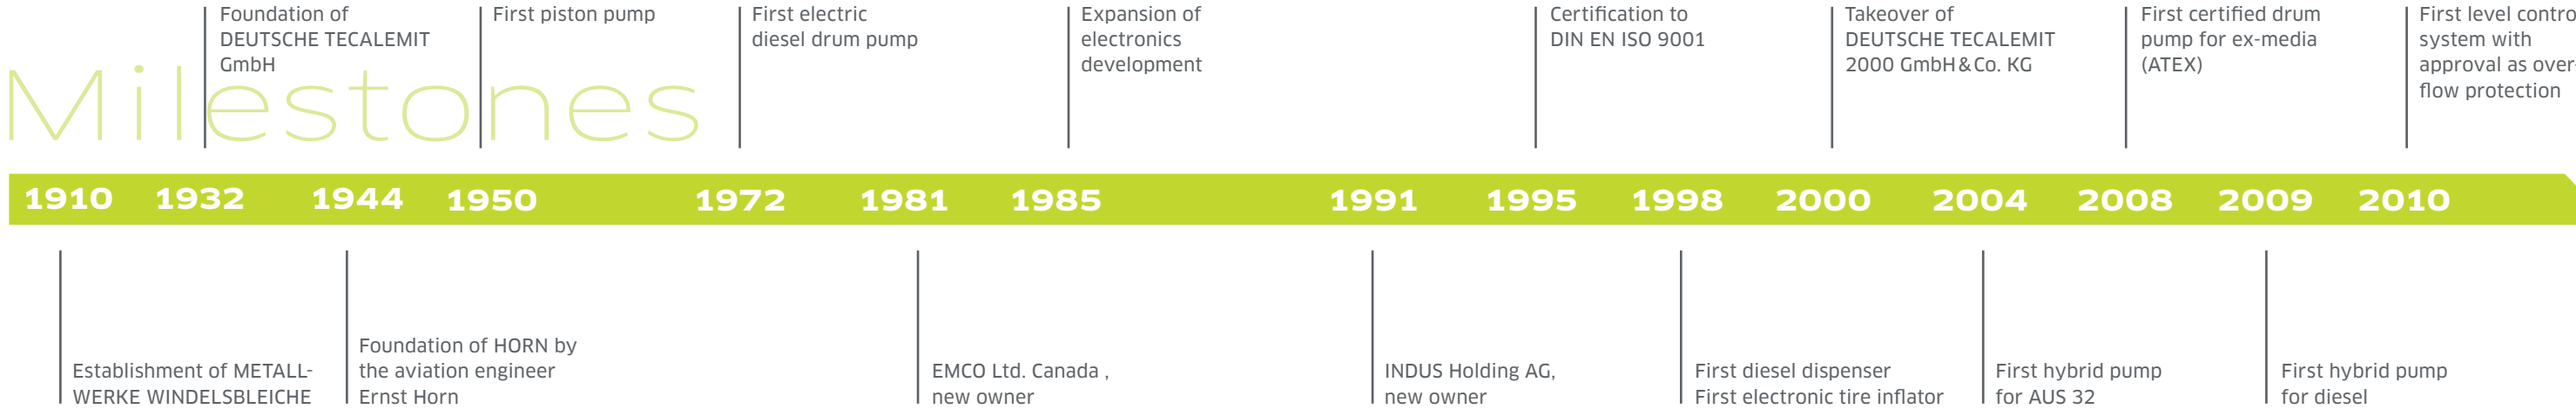 Foundation of
DEUTSCHE TECALEMIT
GmbH
First piston pump
First electric
diesel drum pump
Expansion of
electronics
development
Certification to
DIN EN ISO 9001
Takeover of
DEUTSCHE TECALEMIT
2000 GmbH & Co. KG
First certified drum
pump for ex-media
(ATEX)
First level contro
system with
approval as over-
flow protection
Milestones
1910 1932 1944 1950 1972 1981 1985 1991 1995 1998 2000 2004 2008 2009 2010
Establishment of METALL-
WERKE WINDELSBLEICHE
Foundation of HORN by
the aviation engineer
Ernst Horn
EMCO Ltd. Canada ,
new owner
INDUS Holding AG,
new owner
First diesel dispenser
First electronic tire inflator
First hybrid pump
for AUS 32
First hybrid pump
for diesel